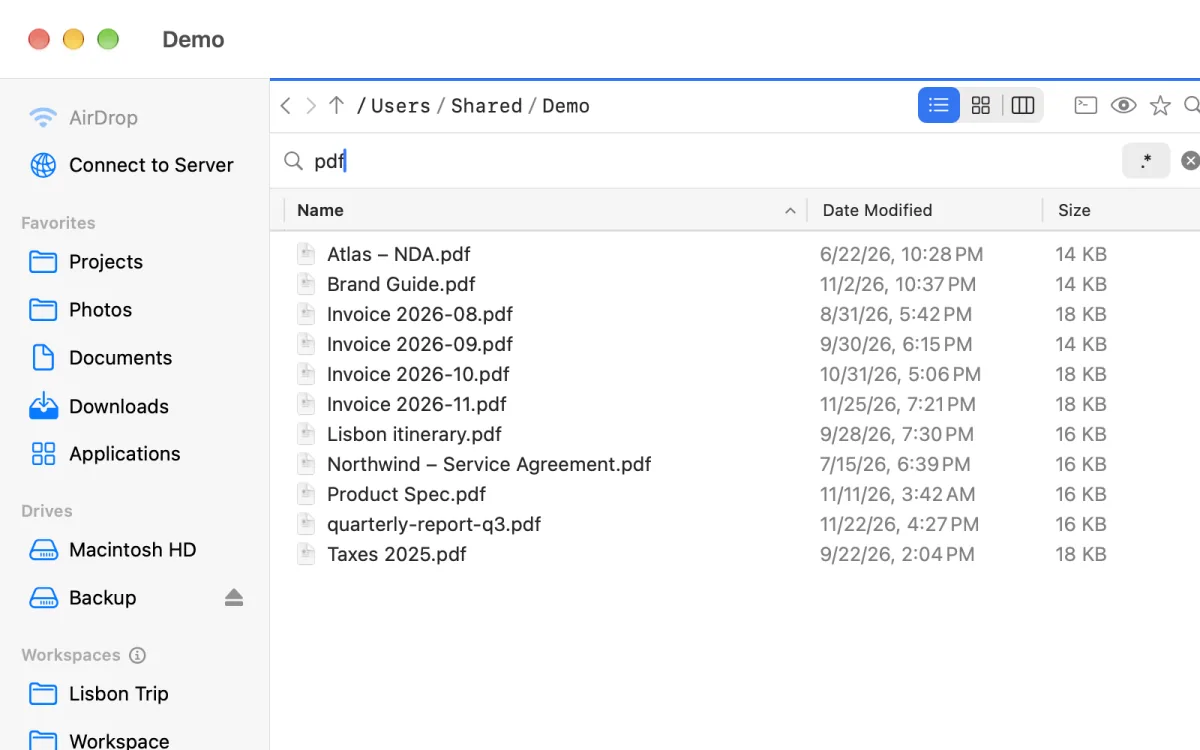 Demo
AirDrop
Connect to Server
Favorites
Projects
Photos
Documents
Downloads
Applications
Drives
Macintosh HD
Backup
Workspaces
Lisbon Trip
Workspace
/Users/Shared/Demo
pdf
.*
Name Date Modified Size
Atlas – NDA.pdf 6/22/26, 10:28 PM 14 KB
Brand Guide.pdf 11/2/26, 10:37 PM 14 KB
Invoice 2026-08.pdf 8/31/26, 5:42 PM 18 KB
Invoice 2026-09.pdf 9/30/26, 6:15 PM 14 KB
Invoice 2026-10.pdf 10/31/26, 5:06 PM 18 KB
Invoice 2026-11.pdf 11/25/26, 7:21 PM 18 KB
Lisbon itinerary.pdf 9/28/26, 7:30 PM 16 KB
Northwind – Service Agreement.pdf 7/15/26, 6:39 PM 16 KB
Product Spec.pdf 11/11/26, 3:42 AM 16 KB
quarterly-report-q3.pdf 11/22/26, 4:27 PM 16 KB
Taxes 2025.pdf 9/22/26, 2:04 PM 18 KB